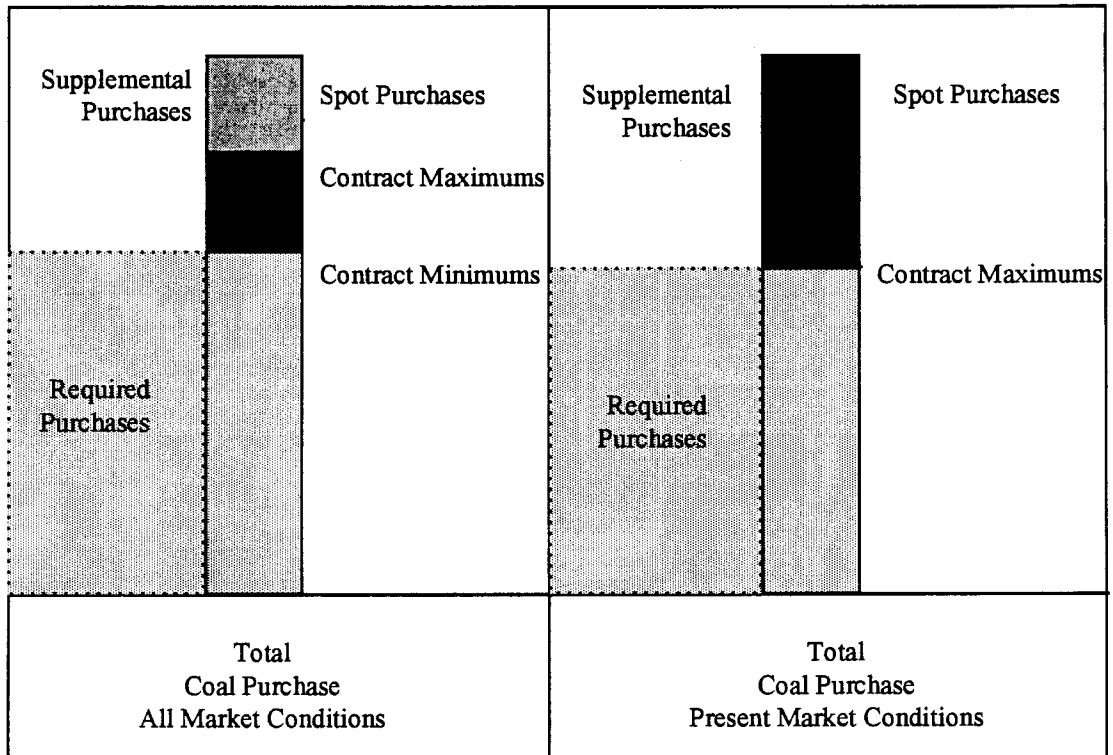 Supplemental
Purchases
Spot Purchases
Contract Maximums
Contract Minimums
Required
Purchases
Total
Coal Purchase
All Market Conditions
Supplemental
Purchases
Spot Purchases
Contract Maximums
Required
Purchases
Total
Coal Purchase
Present Market Conditions